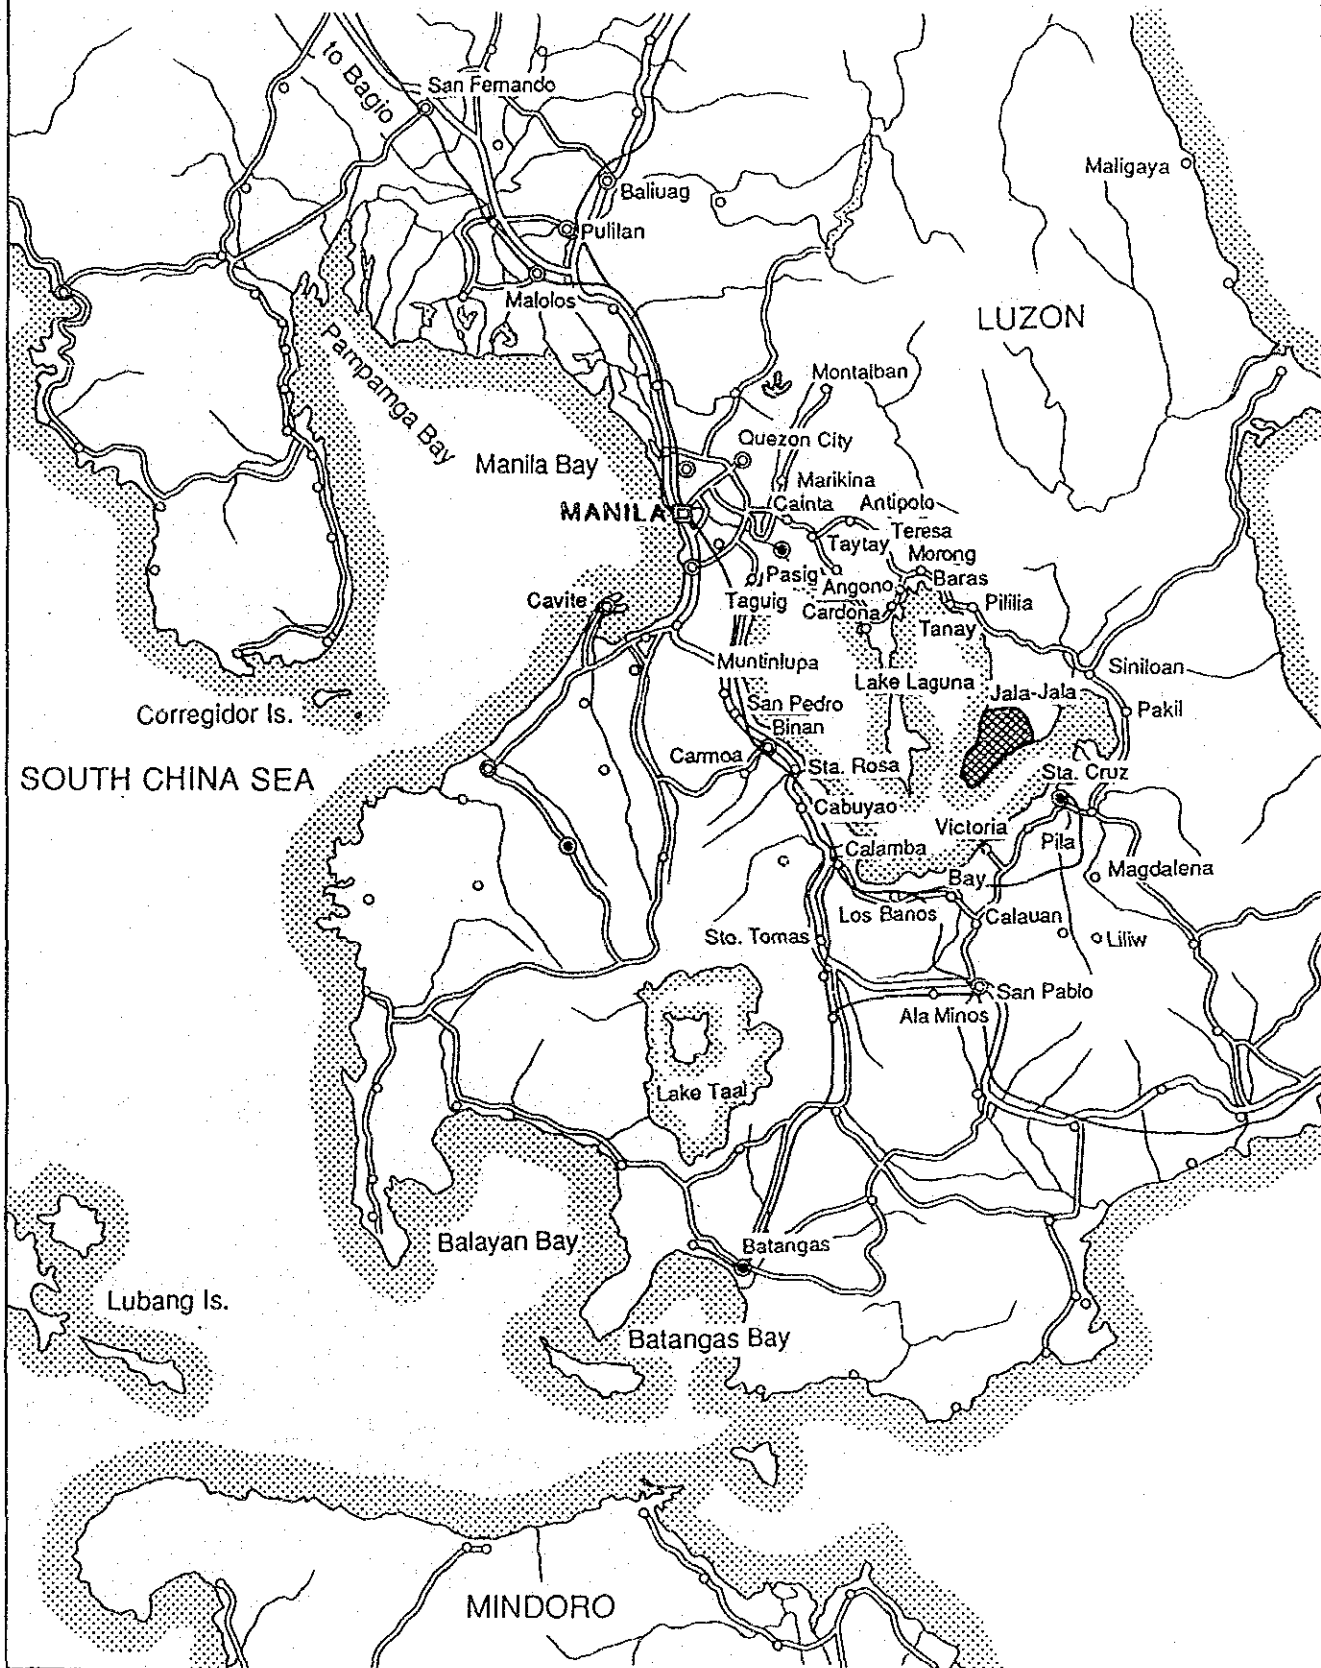 to Bagio
San Fernando
Maligaya
Baliuag
Pulilan
Malolos
LUZON
Pampamga Bay
Montalban
Quezon City
Manila Bay
Marikina
MANILA
Cainta
Antipolo
Teresa
Taytay
Morong
Pasig
Angono
Baras
Cavite
Taguig
Cardona
Pililia
Tanay
Muntinlupa
Siniloan
Lake Laguna
Jala-Jala
San Pedro
Pakil
Corregidor Is.
Binan
Carmoa
Sta. Rosa
Sta. Cruz
SOUTH CHINA SEA
Cabuyao
Victoria
Calamba
Pila
Magdalena
Bay
Los Banos
Calauan
Sto. Tomas
Liliw
San Pablo
Ala Minos
Lake Taal
Balayan Bay
Batangas
Lubang Is.
Batangas Bay
MINDORO